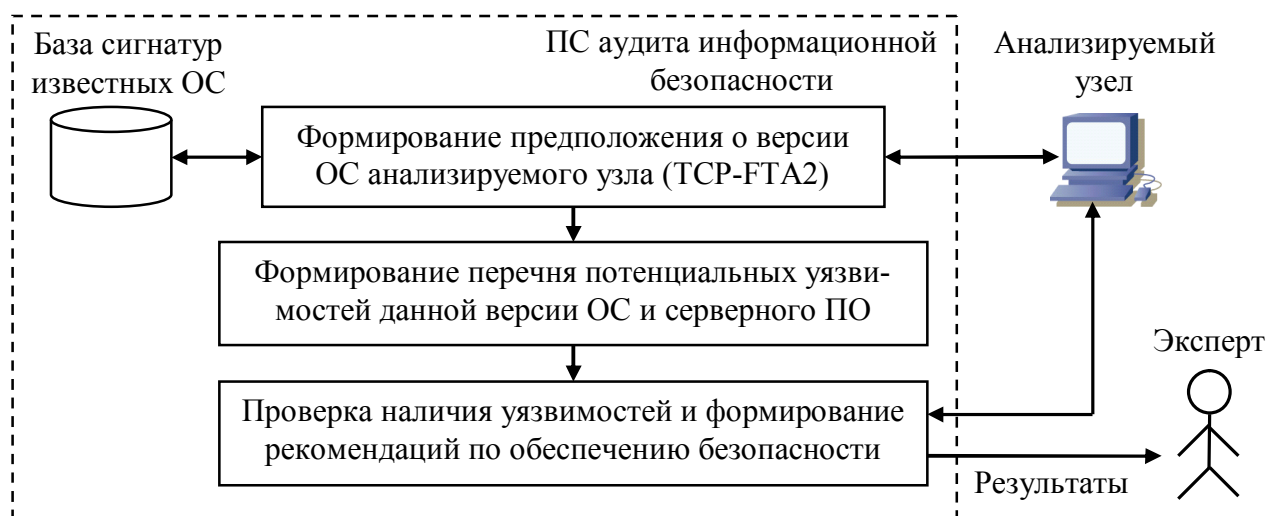 База сигнатур
известных ОС
ПС аудита информационной
безопасности
Анализируемый
узел
Формирование предположения о версии
ОС анализируемого узла (TCP-FTA2)
Формирование перечня потенциальных уязви-
мостей данной версии ОС и серверного ПО
Эксперт
Проверка наличия уязвимостей и формирование
рекомендаций по обеспечению безопасности
Результаты